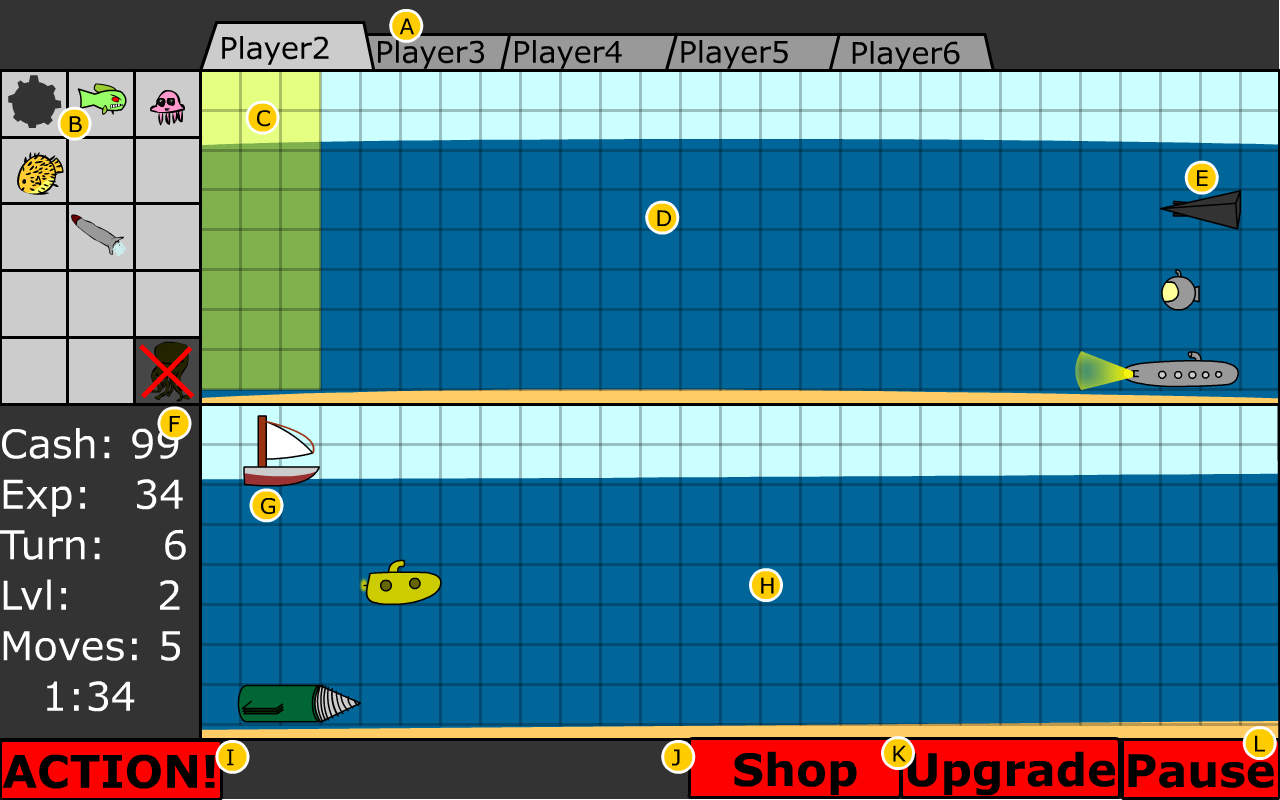 A
Player2 Player3 Player4 Player5 Player6
B
C
D
E
F
Cash: 99
Exp: 34
Turn: 6
Lvl: 2
Moves: 5
1:34
G
H
I
J
K
L
ACTION! Shop Upgrade Pause